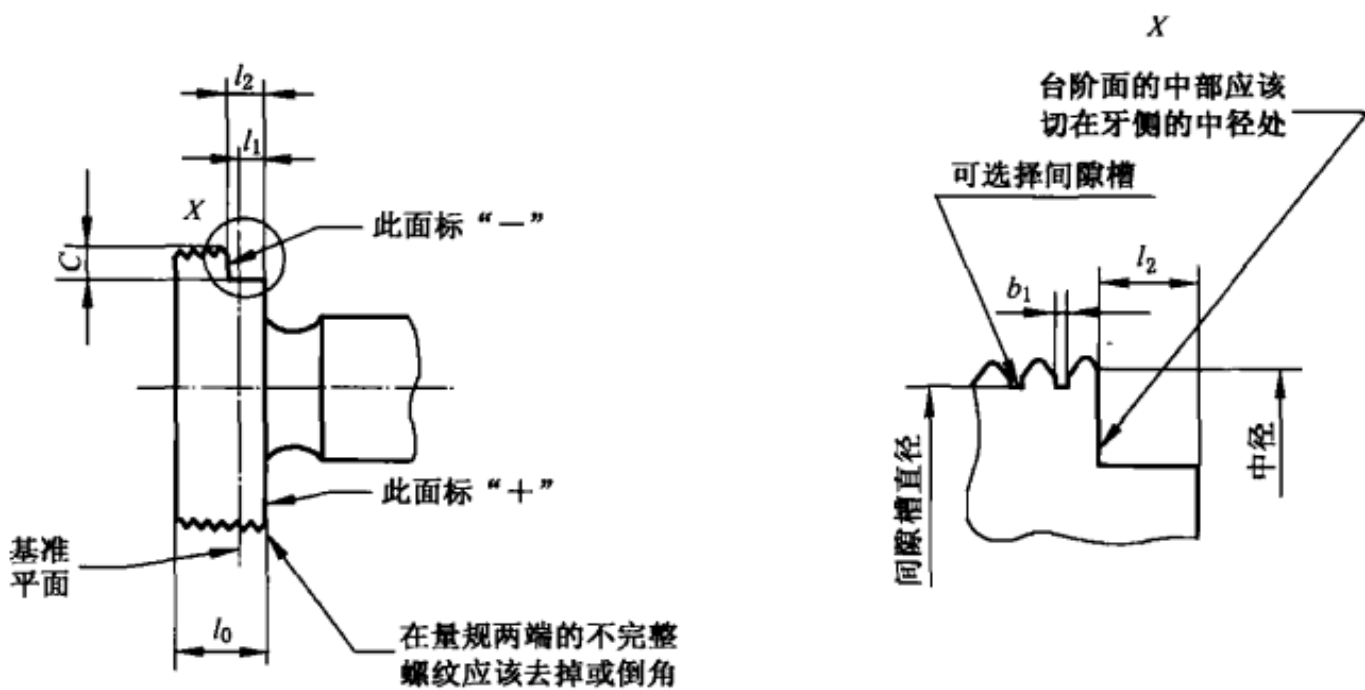 l2
l1
X
此面标“—”
C
此面标“+”
基准
平面
l0
在量规两端的不完整
螺纹应该去掉或倒角
X
台阶面的中部应该
切在牙侧的中径处
可选择间隙槽
l2
b1
间隙槽直径
中径